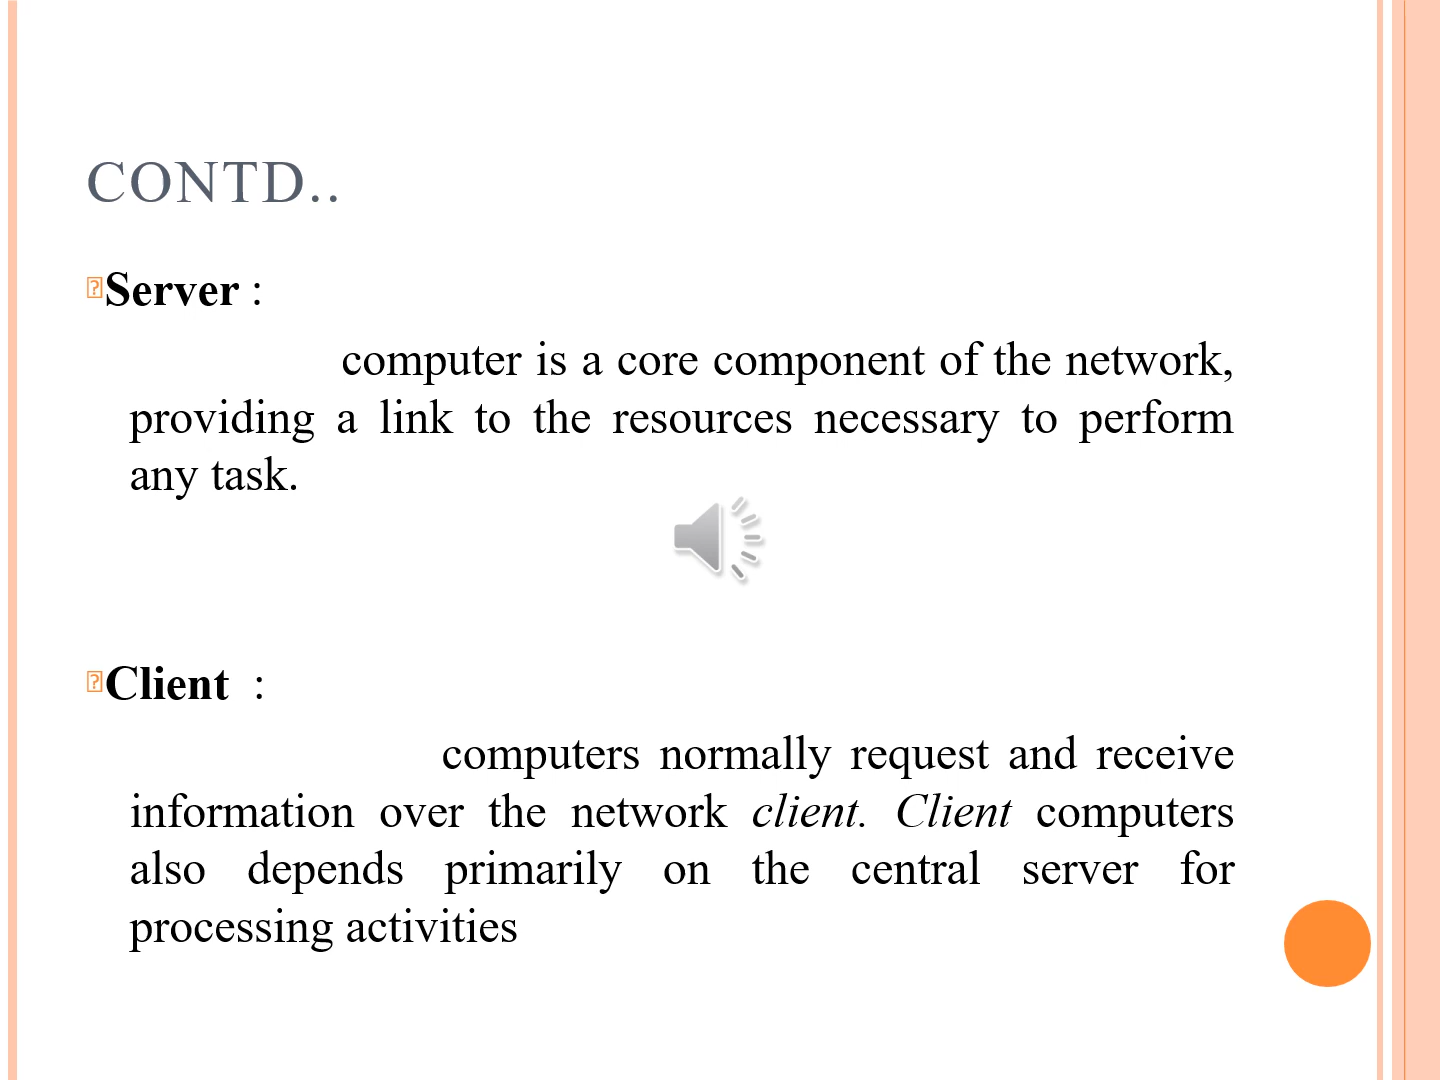 CONTD..
Server :
computer is a core component of the network,
providing a link to the resources necessary to perform
any task.
Client :
computers normally request and receive
information over the network client. Client computers
also depends primarily on the central server for
processing activities